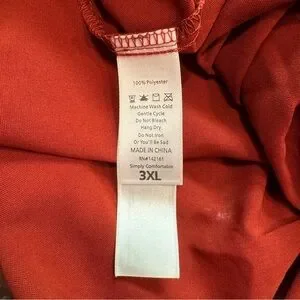 100% Polyester
Machine Wash Cold
Gentle Cycle
Do Not Bleach
Hang Dry
Do Not Iron
Or You'll Be Sad
MADE IN CHINA
RN#142161
Simply Comfortable
3XL